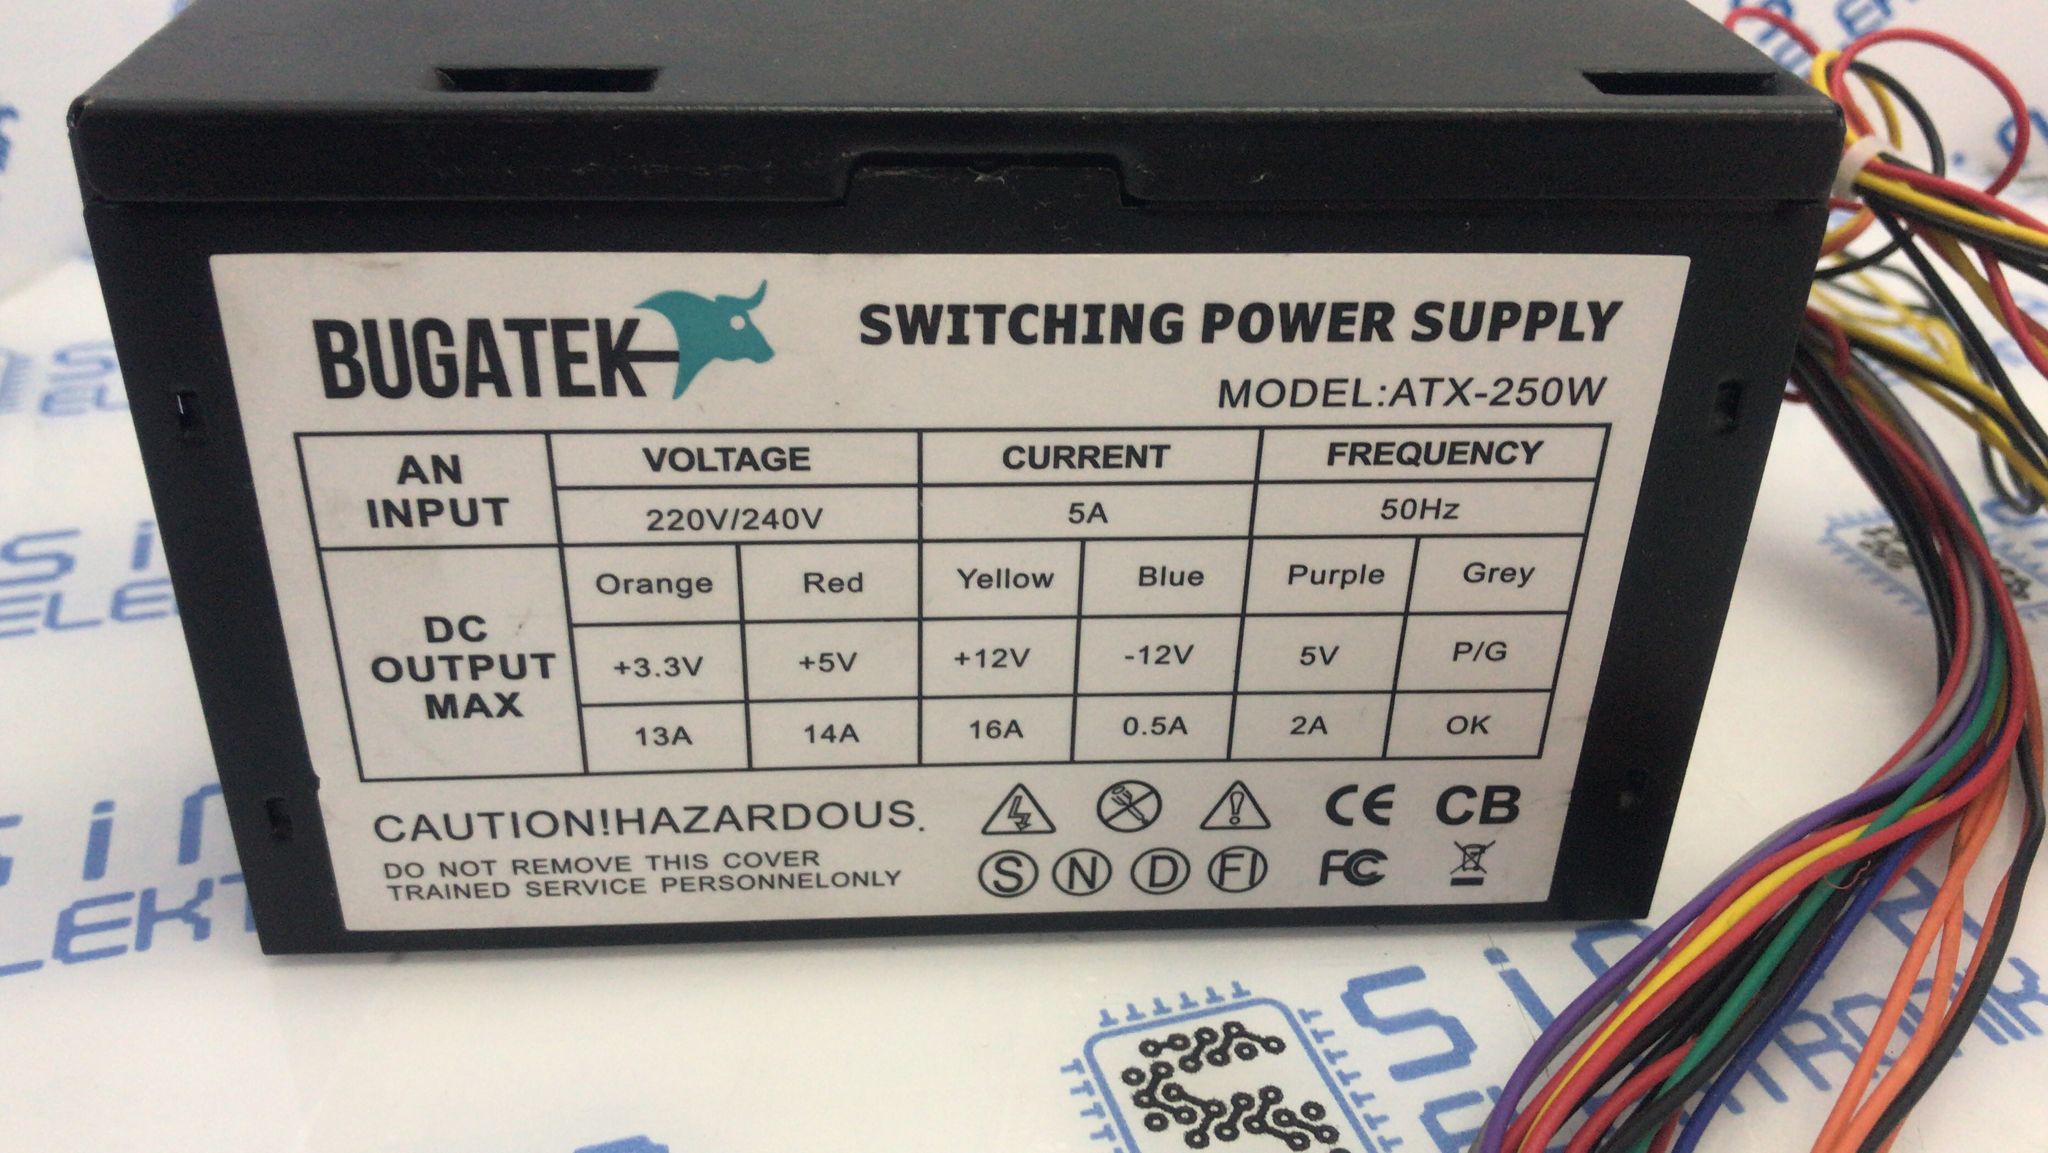 BUGATEK
SWITCHING POWER SUPPLY
MODEL:ATX-250W
AN INPUT
VOLTAGE CURRENT FREQUENCY
220V/240V 5A 50Hz
DC OUTPUT MAX
Orange Red Yellow Blue Purple Grey
+3.3V +5V +12V -12V 5V P/G
13A 14A 16A 0.5A 2A OK
CAUTION!HAZARDOUS.
DO NOT REMOVE THIS COVER
TRAINED SERVICE PERSONNELONLY
CE CB
S N D FI FC